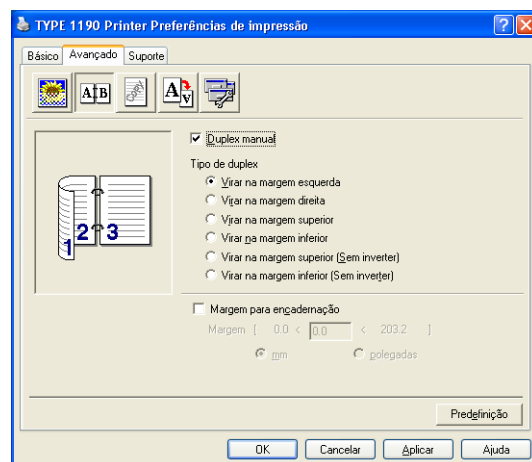 TYPE 1190 Printer Preferências de impressão
Básico Avançado Suporte
A B
A A
Duplex manual
Tipo de duplex
Virar na margem esquerda
Virar na margem direita
Virar na margem superior
Virar na margem inferior
Virar na margem superior (Sem inverter)
Virar na margem inferior (Sem inverter)
1 2 3
Margem para encadernação
Margem [ 0.0 < 0.0 < 203.2 ]
mm polegadas
Predefinição
OK Cancelar Aplicar Ajuda